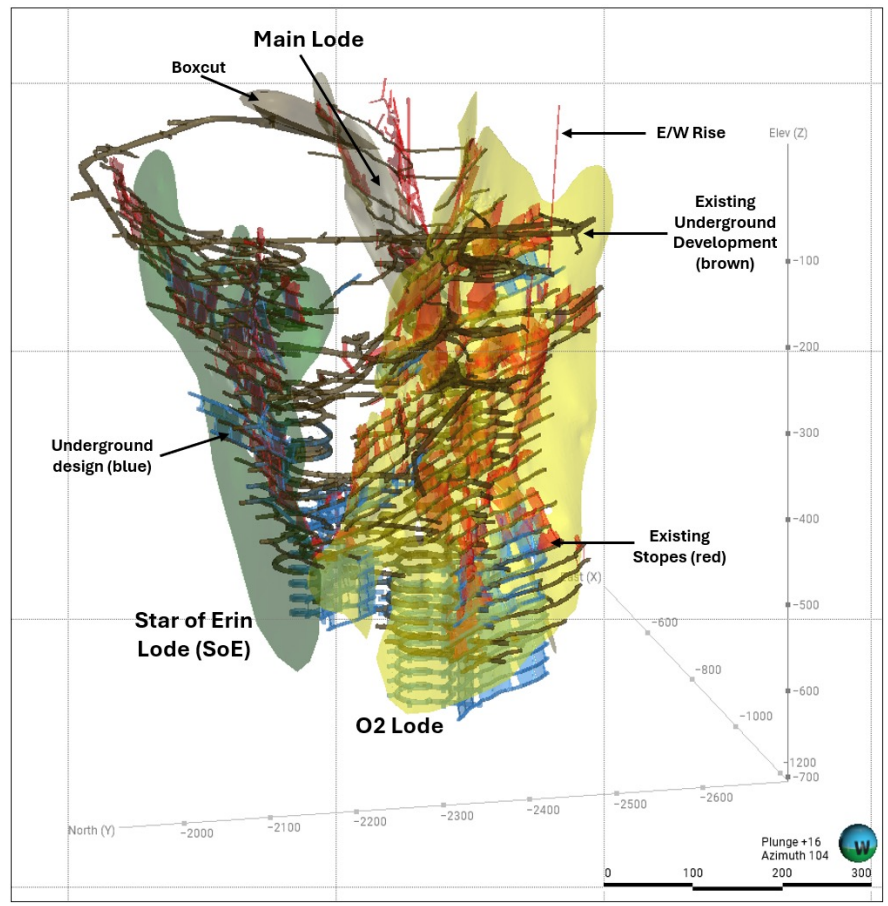 Main Lode
Boxcut
E/W Rise
Elev (Z)
Existing
Underground
Development
(brown)
-100
-200
-300
Underground
design (blue)
-400
Existing
Stopes (red)
East (X)
-500
-600
Star of Erin
Lode (SoE)
-600
-800
O2 Lode
-1000
-1200
-700
North (Y)
-2000
-2100
-2200
-2300
-2400
-2500
-2600
Plunge +16
Azimuth 104
W
0 100 200 300